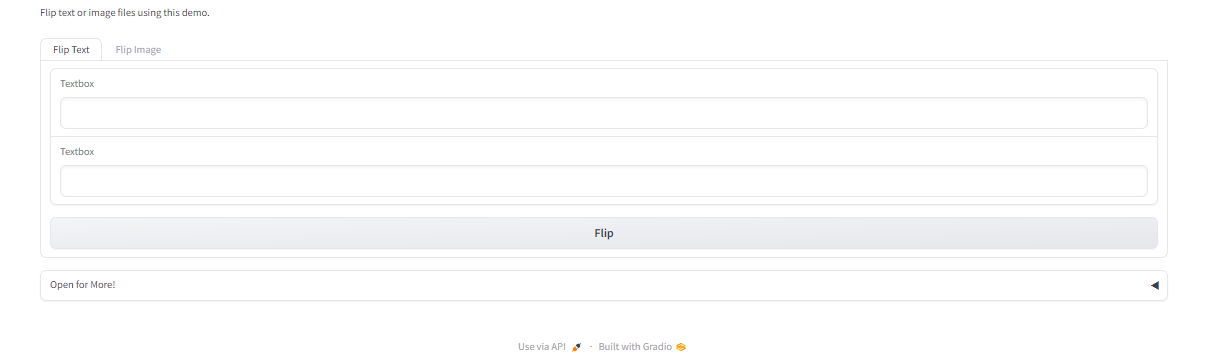 Flip text or image files using this demo.
Flip Text Flip Image
Textbox
Textbox
Flip
Open for More!
Use via API · Built with Gradio